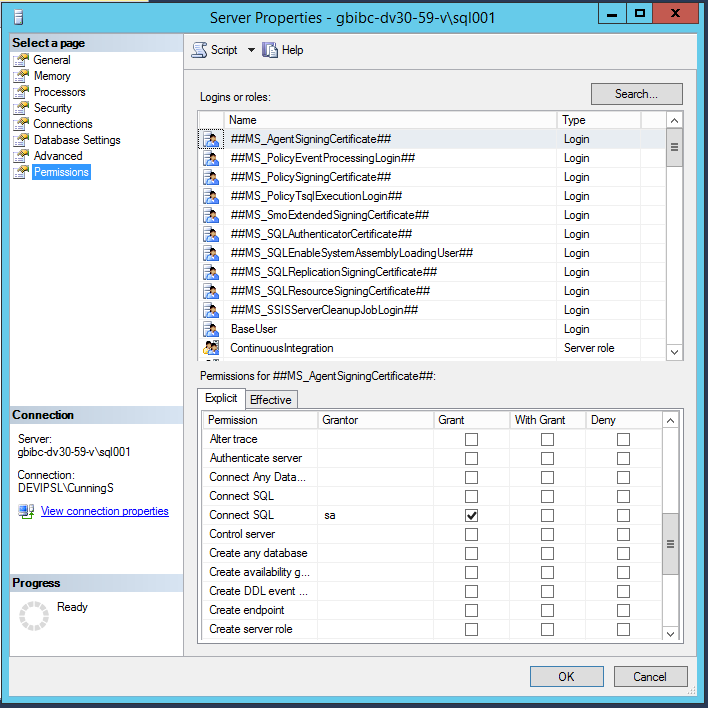 Server Properties - gbibc-dv30-59-v\sql001
Select a page
General
Memory
Processors
Security
Connections
Database Settings
Advanced
Permissions
Connection
Server:
gbibc-dv30-59-v\sql001
Connection:
DEVIPSL\CunningS
View connection properties
Progress
Ready
Script Help
Logins or roles:
Search...
Name Type
##MS_AgentSigningCertificate## Login
##MS_PolicyEventProcessingLogin## Login
##MS_PolicySigningCertificate## Login
##MS_PolicyTsqlExecutionLogin## Login
##MS_SmoExtendedSigningCertificate## Login
##MS_SQLAuthenticatorCertificate## Login
##MS_SQLEnableSystemAssemblyLoadingUser## Login
##MS_SQLReplicationSigningCertificate## Login
##MS_SQLResourceSigningCertificate## Login
##MS_SSISServerCleanupJobLogin## Login
BaseUser Login
ContinuousIntegration Server role
Permissions for ##MS_AgentSigningCertificate##:
Explicit Effective
Permission Grantor Grant With Grant Deny
Alter trace
Authenticate server
Connect Any Data...
Connect SQL
Connect SQL sa
Control server
Create any database
Create availability g...
Create DDL event ...
Create endpoint
Create server role
OK Cancel